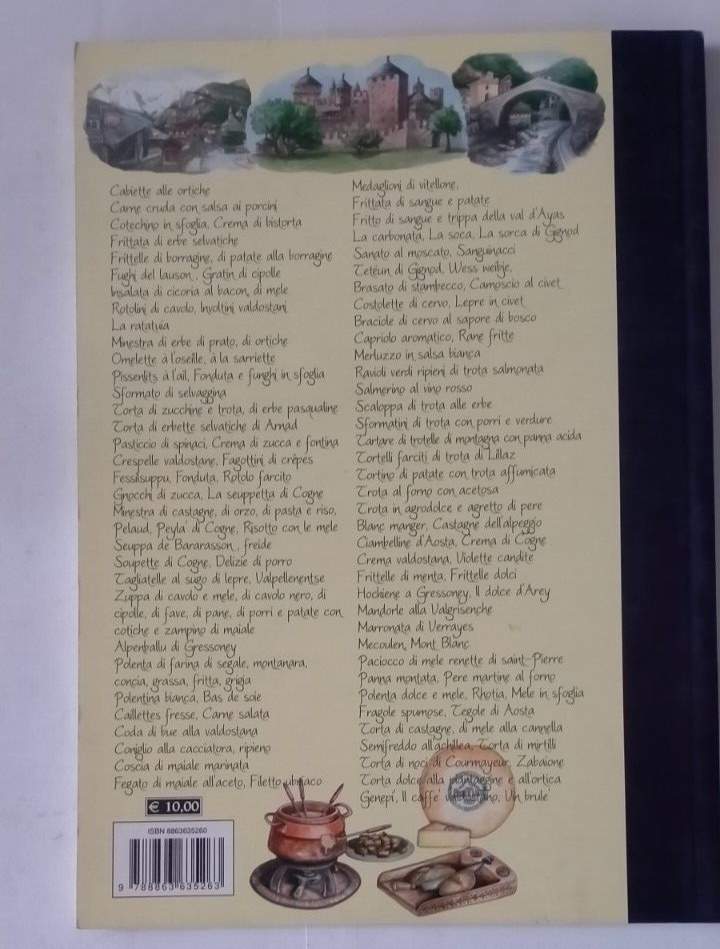 Cabiette alle ortiche
Carne cruda con salsa ai porcini
Cotechino in sfoglia, Crema di bistorta
Frittata di erbe selvatiche
Frittelle di borragine, di patate alla borragine
Fughi del lauson, Gratin di cipolle
Insalata di cicoria al bacon, di mele
Rotolini di cavolo, Involtini valdostani
La ratatuia
Minestra di erbe di prato, di ortiche
Omelette à l'oseille, à la sarriette
Pissenlits à l'ail, Fonduta e funghi in sfoglia
Sformato di selvaggina
Torta di zucchine e trota, di erbe pasqualine
Torta di erbette selvatiche di Arnad
Pasticcio di spinaci, Crema di zucca e fontina
Crespelle valdostane, Fagottini di crêpes
Fessilsuppu, Fonduta, Rotolo farcito
Gnocchi di zucca, La seuppetta di Cogne
Minestra di castagne, di orzo, di pasta e riso,
Pelaud, Peyla di Cogne, Risotto con le mele
Seuppa de Bararasson, freide
Soupette di Cogne, Delizie di porro
Tagliatelle al sugo di lepre, Valpellenentse
Zuppa di cavolo e mele, di cavolo nero, di
cipolle, di fave, di pane, di porri e patate con
cotiche e zampino di maiale
Alpenballu di Gressoney
Polenta di farina di segale, montanara,
concia, grassa, fritta, grigia
Polentina bianca, Bas de soie
Caillettes fresse, Carne salata
Coda di bue alla valdostana
Coniglio alla cacciatora, ripieno
Coscia di maiale marinata
Fegato di maiale all'aceto, Filetto ubriaco
Medaglioni di vitellone,
Frittata di sangue e patate
Fritto di sangue e trippa della val d'Ayas
La carbonata, La soca, La sorca di Gignod
Sanato al moscato, Sanguinacci
Teteun di Gignod, Wess weibje,
Brasato di stambecco, Camoscio al civet
Costolette di cervo, Lepre in civet
Braciole di cervo al sapore di bosco
Capriolo aromatico, Rane fritte
Merluzzo in salsa bianca
Ravioli verdi ripieni di trota salmonata
Salmerino al vino rosso
Scaloppa di trota alle erbe
Sformatini di trota con porri e verdure
Tartare di trotelle di montagna con panna acida
Tortelli farciti di trota di Lillaz
Tortino di patate con trota affumicata
Trota al forno con acetosa
Trota in agrodolce e agretto di pere
Blanc manger, Castagne dell'alpeggio
Ciambelline d'Aosta, Crema di Cogne
Crema valdostana, Violette candite
Frittelle di menta, Frittelle dolci
Hochiene a Gressoney, Il dolce d'Arey
Mandorle alla Valgrisenche
Marronata di Verrayes
Mecoulen, Mont Blanc
Paciocco di mele renette di saint-Pierre
Panna montata, Pere martine al forno
Polenta dolce e mele, Rhotia, Mele in sfoglia
Fragole spumose, Tegole di Aosta
Torta di castagne, di mele alla cannella
Semifreddo all'achillea, Torta di mirtilli
Torta di noci di Courmayeur, Zabaione
Torta dolce alla piantaggine e all'ortica
Genepì, Il caffe' valdostano, Vin brule'
€ 10,00
ISBN 8863635260
9 788863 635263